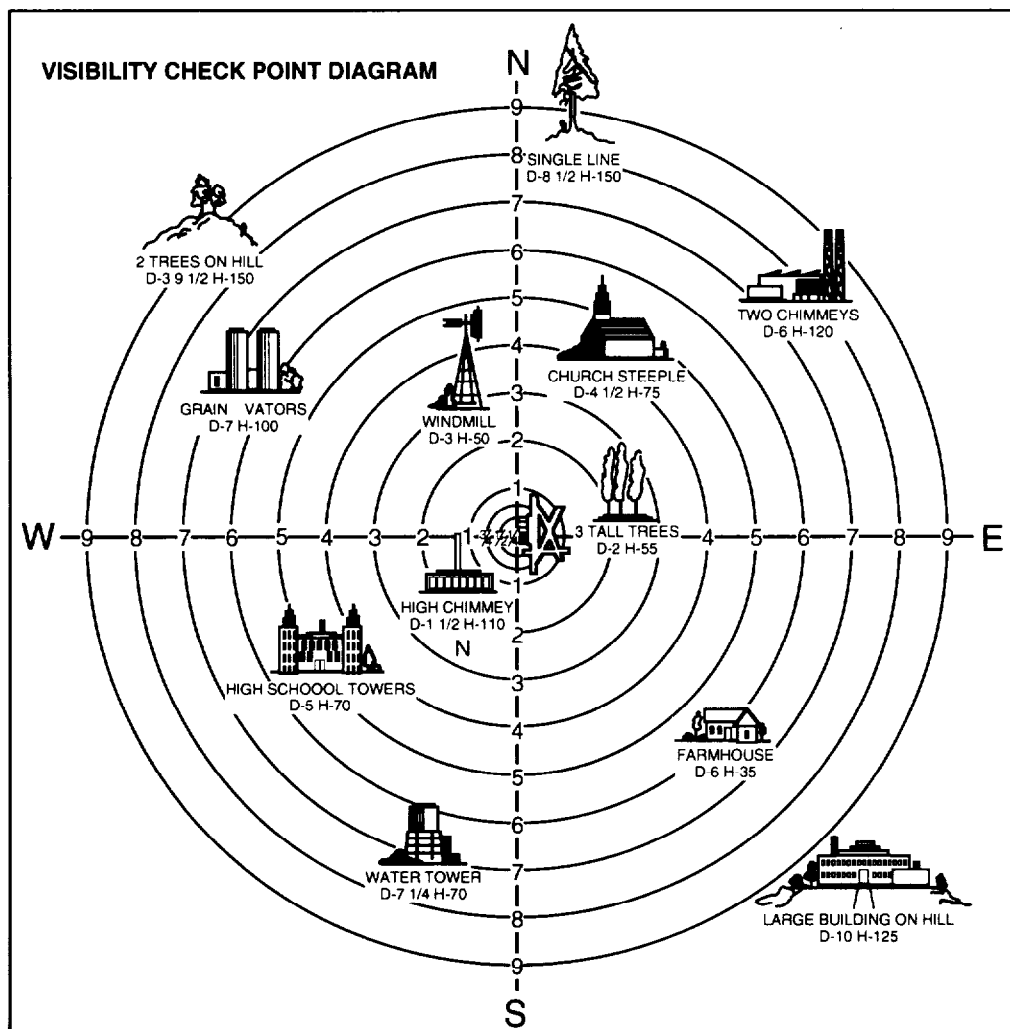 VISIBILITY CHECK POINT DIAGRAM
N
9
SINGLE LINE
D-8 1/2 H-150
8
7
6
5
4
3
2
1
2 TREES ON HILL
D-3 9 1/2 H-150
TWO CHIMMEYS
D-6 H-120
CHURCH STEEPLE
D-4 1/2 H-75
GRAIN VATORS
D-7 H-100
WINDMILL
D-3 H-50
3 TALL TREES
D-2 H-55
W 9 8 7 6 5 4 3 2 1
4 5 6 7 8 9 E
HIGH CHIMMEY
D-1 1/2 H-110
N
HIGH SCHOOOL TOWERS
D-5 H-70
FARMHOUSE
D-6 H-35
WATER TOWER
D-7 1/4 H-70
LARGE BUILDING ON HILL
D-10 H-125
1
2
3
4
5
6
7
8
9
S